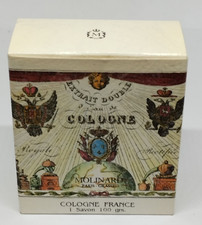 M
EXTRAIT DOUBLE
COLOGNE
MOLINARD
COLOGNE FRANCE
1 Savon 100 grs.